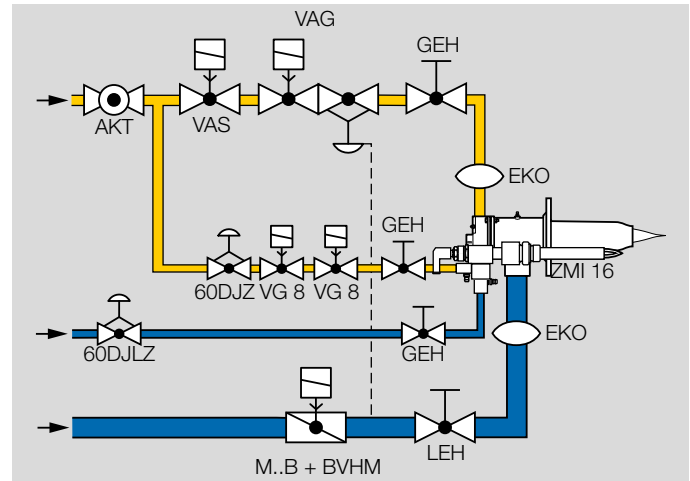 VAG
GEH
AKT
VAS
EKO
GEH
60DJZ
VG 8
VG 8
ZMI 16
60DJLZ
GEH
EKO
M..B + BVHM
LEH